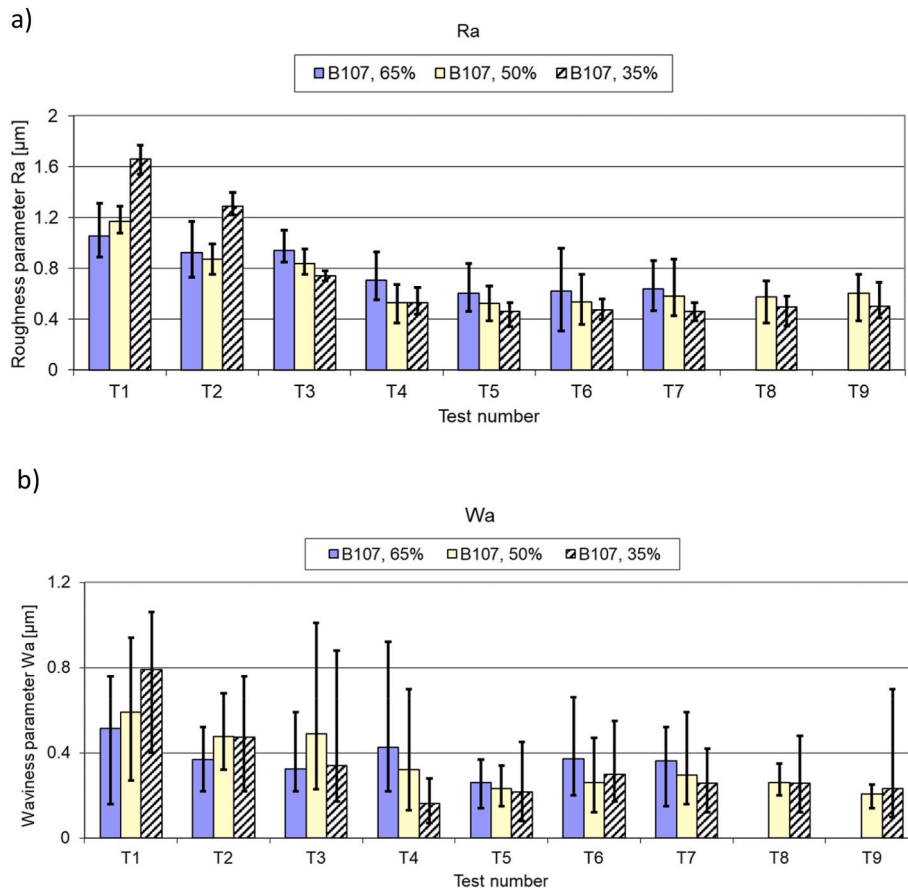 a)
Ra
B107, 65% B107, 50% B107, 35%
Roughness parameter Ra [µm]
2
1.6
1.2
0.8
0.4
0
T1 T2 T3 T4 T5 T6 T7 T8 T9
Test number
b)
Wa
B107, 65% B107, 50% B107, 35%
Waviness parameter Wa [µm]
1.2
0.8
0.4
0
T1 T2 T3 T4 T5 T6 T7 T8 T9
Test number